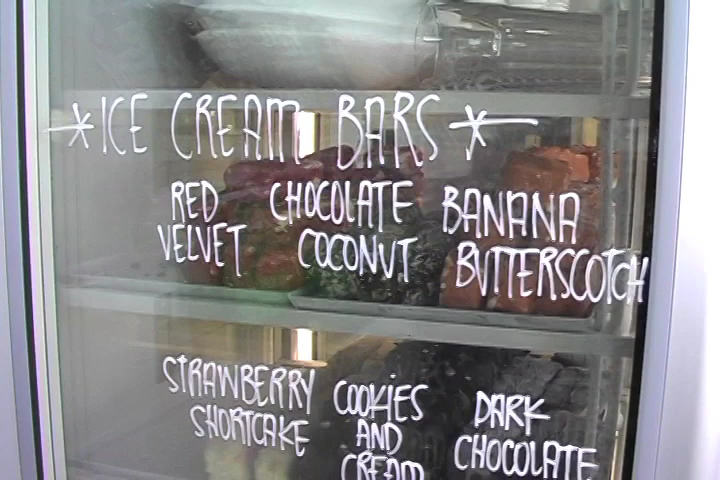 *ICE CREAM BARS*
RED VELVET
CHOCOLATE COCONUT
BANANA BUTTERSCOTCH
STRAWBERRY SHORTCAKE
COOKIES AND CREAM
DARK CHOCOLATE